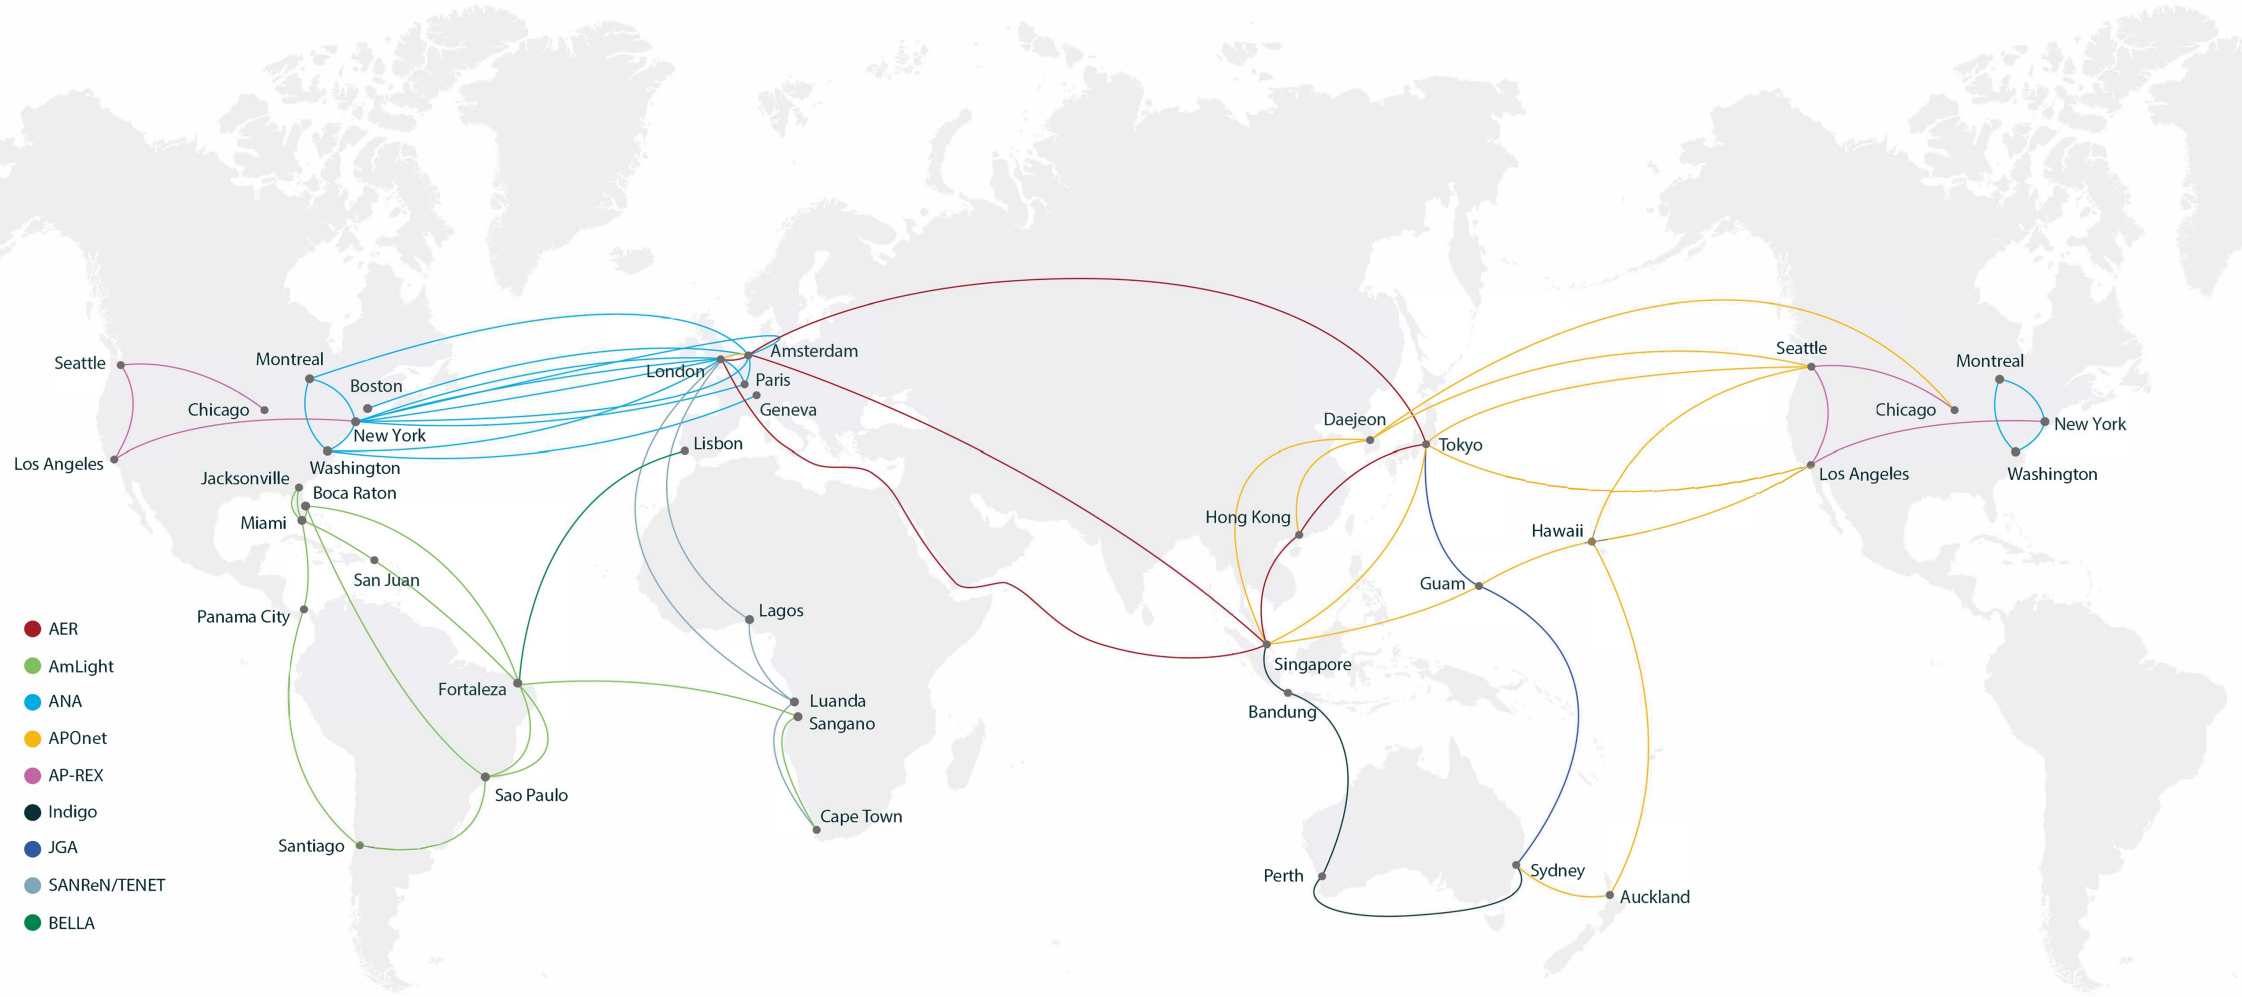 Seattle
Chicago
Los Angeles
Montreal
Boston
New York
Washington
Jacksonville
Boca Raton
Miami
San Juan
Panama City
Fortaleza
Sao Paulo
Santiago
London
Amsterdam
Paris
Geneva
Lisbon
Lagos
Luanda
Sangano
Cape Town
Daejeon
Tokyo
Hong Kong
Singapore
Bandung
Perth
Guam
Hawaii
Sydney
Auckland
Seattle
Los Angeles
Chicago
Montreal
New York
Washington
AER
AmLight
ANA
APOnet
AP-REX
Indigo
JGA
SANReN/TENET
BELLA